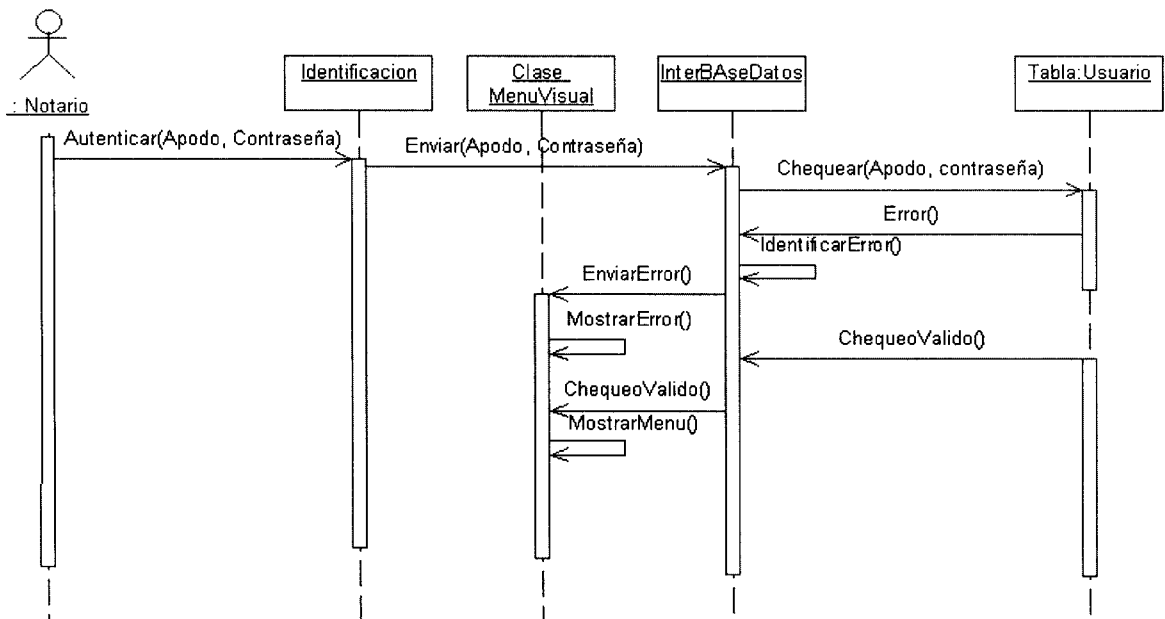 : Notario
Identificacion
Clase
MenuVisual
InterBAseDatos
Tabla:Usuario
Autenticar(Apodo, Contraseña)
Enviar(Apodo, Contraseña)
Chequear(Apodo, contraseña)
Error()
IdentificarError()
EnviarError()
MostrarError()
ChequeoValido()
ChequeoValido()
MostrarMenu()